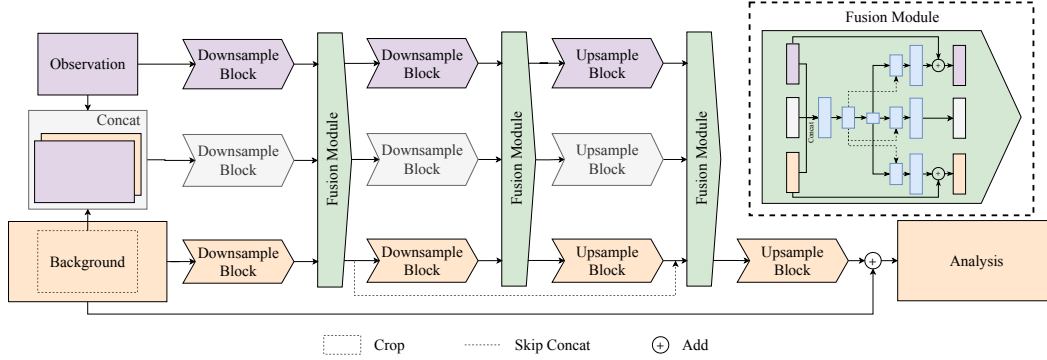 Observation
Concat
Background
Downsample
Block
Downsample
Block
Downsample
Block
Fusion Module
Downsample
Block
Downsample
Block
Downsample
Block
Fusion Module
Upsample
Block
Upsample
Block
Upsample
Block
Fusion Module
Upsample
Block
Analysis
Fusion Module
Concat
Crop
Skip Concat
Add